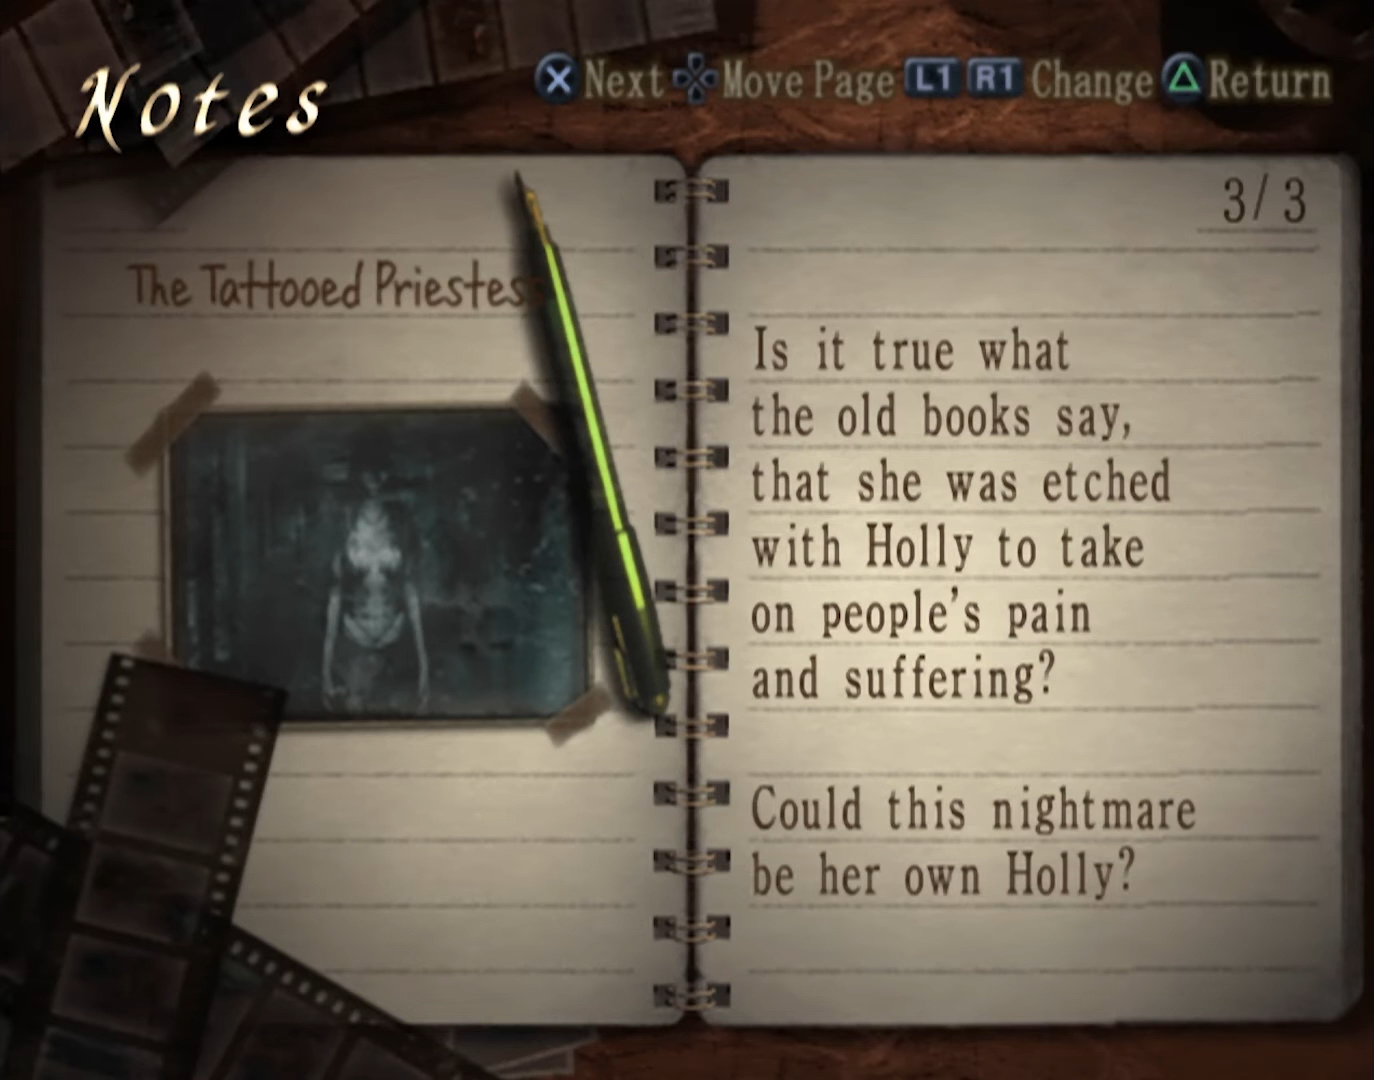 Notes
Next Move Page L1 R1 Change Return
3/3
The Tattooed Priestess
Is it true what
the old books say,
that she was etched
with Holly to take
on people's pain
and suffering?
Could this nightmare
be her own Holly?